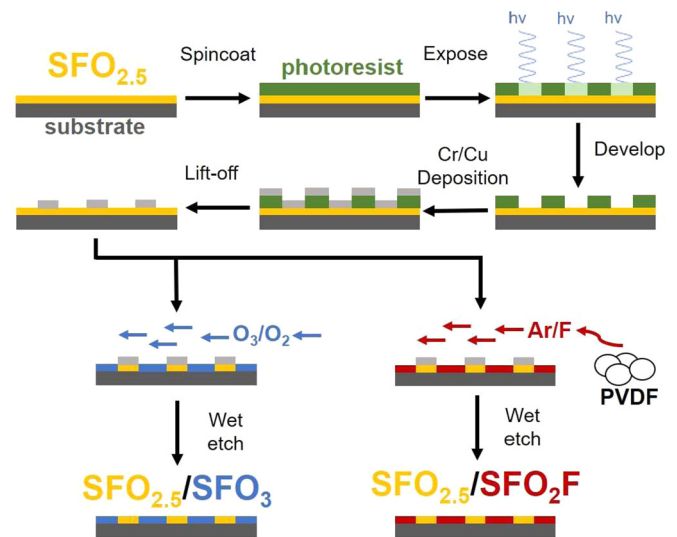 hv hv hv
SFO2.5
Spincoat
photoresist
Expose
substrate
Develop
Cr/Cu
Deposition
Lift-off
O3/O2
Ar/F
PVDF
Wet
etch
Wet
etch
SFO2.5/SFO3
SFO2.5/SFO2F